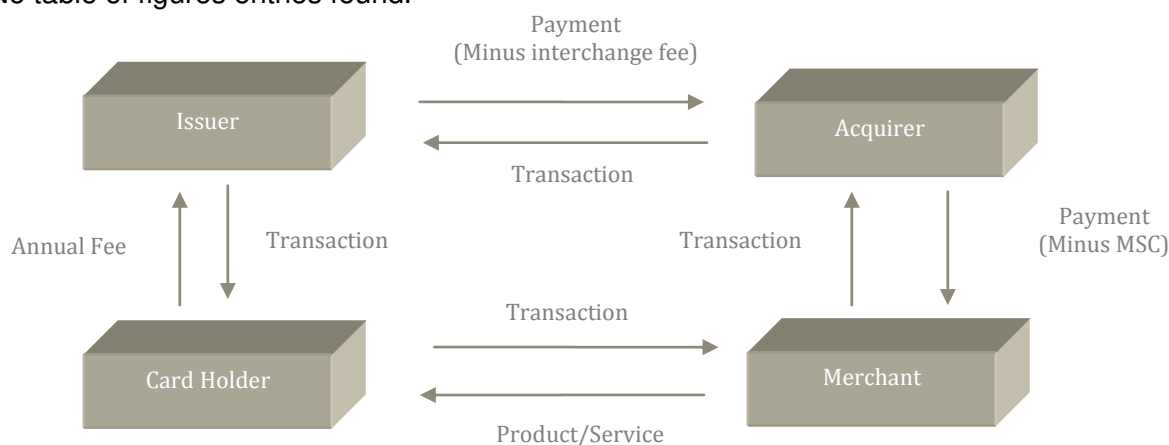 No table of figures entries found.
Payment
(Minus interchange fee)
Issuer
Acquirer
Transaction
Annual Fee
Transaction
Transaction
Payment
(Minus MSC)
Transaction
Card Holder
Merchant
Product/Service